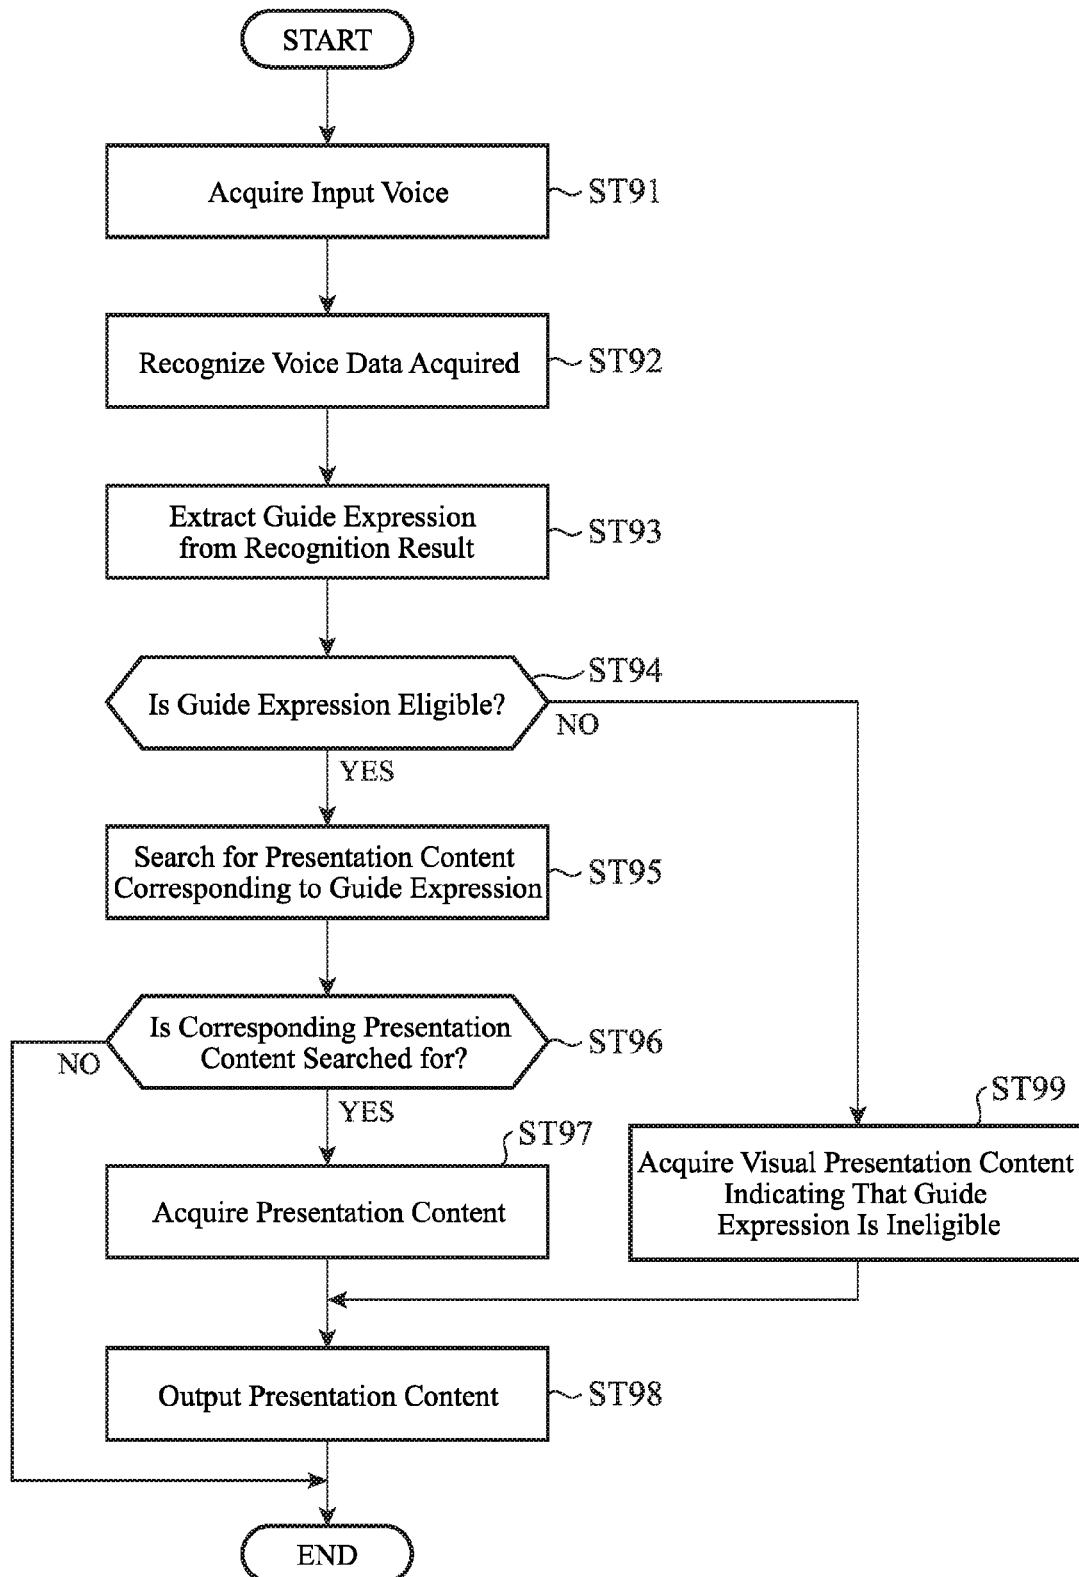 START
Acquire Input Voice
ST91
Recognize Voice Data Acquired
ST92
Extract Guide Expression
from Recognition Result
ST93
ST94
Is Guide Expression Eligible?
NO
YES
Search for Presentation Content
Corresponding to Guide Expression
ST95
Is Corresponding Presentation
Content Searched for?
ST96
NO
YES
ST97
Acquire Presentation Content
ST99
Acquire Visual Presentation Content
Indicating That Guide
Expression Is Ineligible
Output Presentation Content
ST98
END